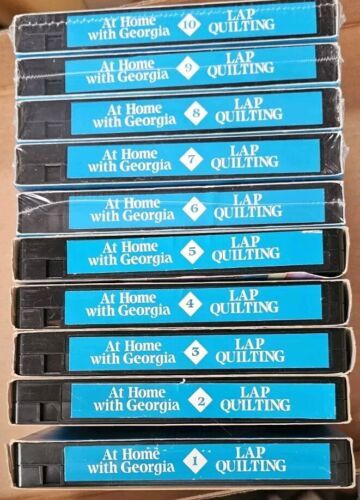 At Home with Georgia 10 LAP QUILTING
At Home with Georgia 9 LAP QUILTING
At Home with Georgia 8 LAP QUILTING
At Home with Georgia 7 LAP QUILTING
At Home with Georgia 6 LAP QUILTING
At Home with Georgia 5 LAP QUILTING
At Home with Georgia 4 LAP QUILTING
At Home with Georgia 3 LAP QUILTING
At Home with Georgia 2 LAP QUILTING
At Home with Georgia 1 LAP QUILTING